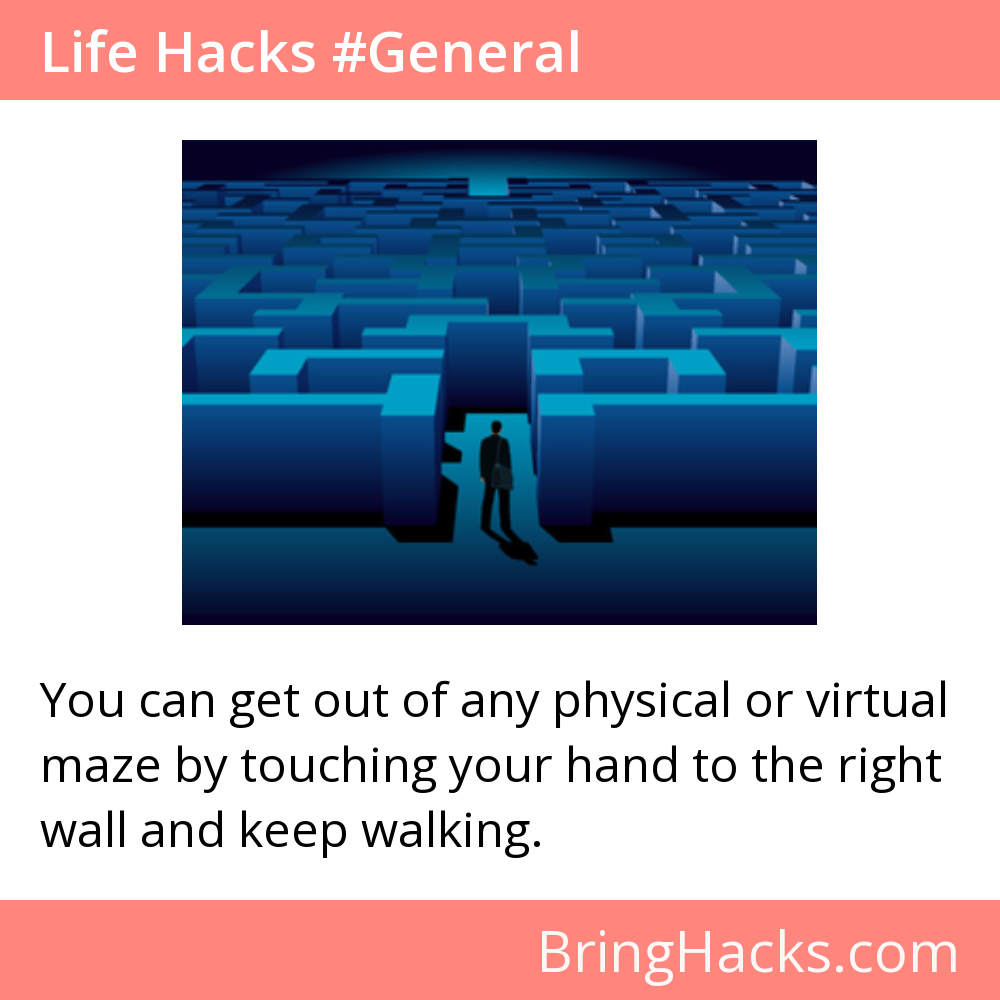 Life Hacks #General
You can get out of any physical or virtual
maze by touching your hand to the right
wall and keep walking.
BringHacks.com